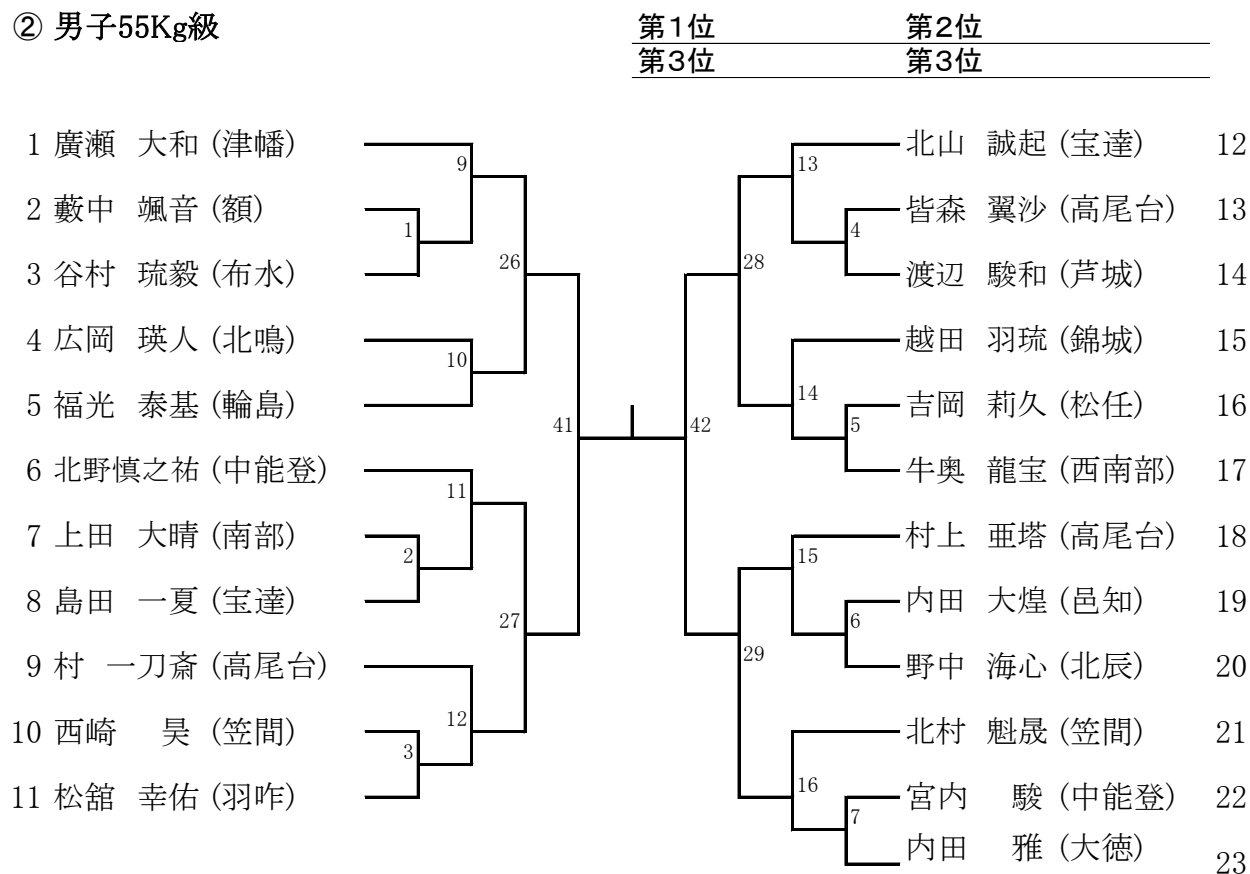 ② 男子55Kg級
第1位 第2位
第3位 第3位
1 廣瀬 大和 (津幡) 9 13 北山 誠起 (宝達) 12
2 藪中 颯音 (額) 1 4 皆森 翼沙 (高尾台) 13
3 谷村 琉毅 (布水) 26 28 渡辺 駿和 (芦城) 14
4 広岡 瑛人 (北鳴) 10 越田 羽琉 (錦城) 15
5 福光 泰基 (輪島) 41 42 14 5 吉岡 莉久 (松任) 16
6 北野慎之祐 (中能登) 11 牛奥 龍宝 (西南部) 17
7 上田 大晴 (南部) 2 15 村上 亜塔 (高尾台) 18
8 島田 一夏 (宝達) 27 6 内田 大煌 (邑知) 19
9 村 一刀斎 (高尾台) 29 野中 海心 (北辰) 20
10 西崎 昊 (笠間) 12 3 北村 魁晟 (笠間) 21
11 松舘 幸佑 (羽咋) 16 7 宮内 駿 (中能登) 22
内田 雅 (大徳) 23